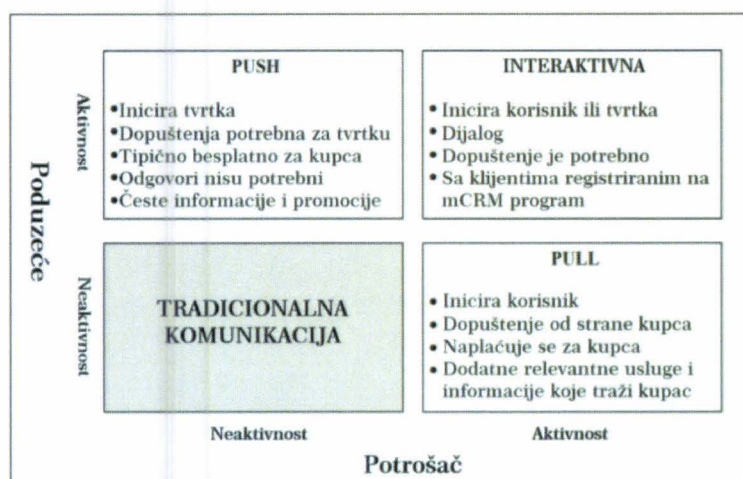 PUSH
•Inicira tvrtka
•Dopuštenja potrebna za tvrtku
•Tipično besplatno za kupca
•Odgovori nisu potrebni
•Česte informacije i promocije
INTERAKTIVNA
• Inicira korisnik ili tvrtka
• Dijalog
• Dopuštenje je potrebno
• Sa klijentima registriranim na
mCRM program
Aktivnost
Poduzeće
Neaktivnost
TRADICIONALNA
KOMUNIKACIJA
PULL
• Inicira korisnik
• Dopuštenje od strane kupca
• Naplaćuje se za kupca
• Dodatne relevantne usluge i
informacije koje traži kupac
Neaktivnost
Aktivnost
Potrošač